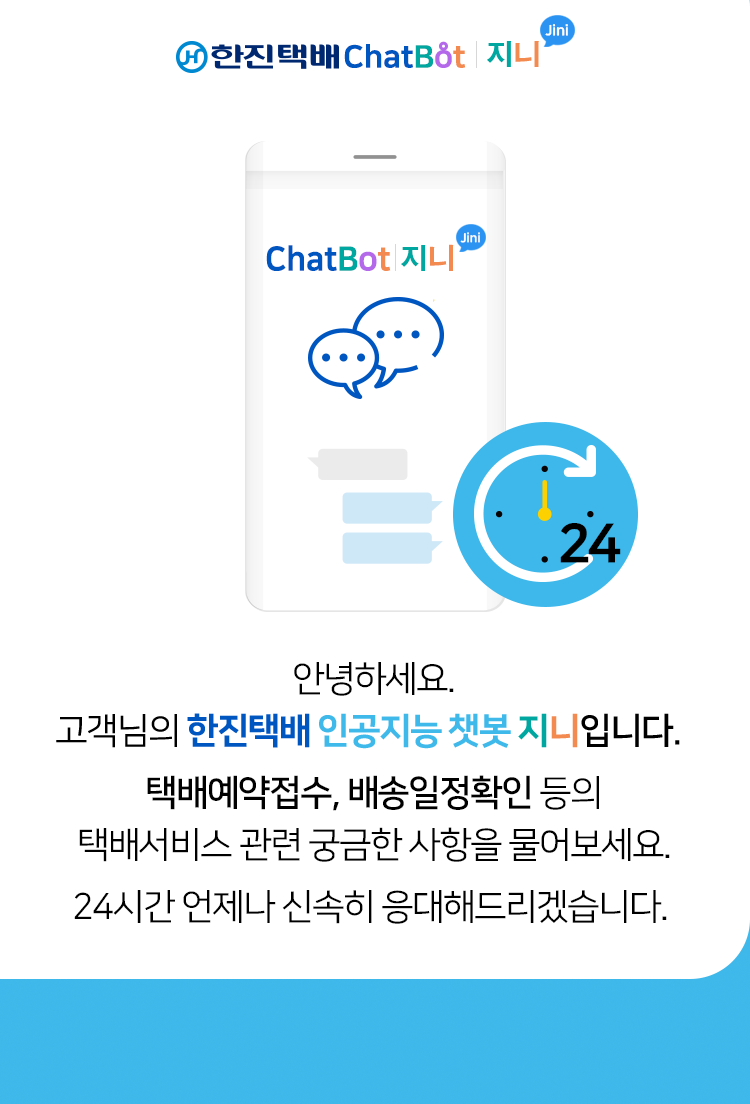 한진택배 ChatBot 지니 Jini
ChatBot 지니 Jini
24
안녕하세요.
고객님의 한진택배 인공지능 챗봇 지니입니다.
택배예약접수, 배송일정확인 등의
택배서비스 관련 궁금한 사항을 물어보세요.
24시간 언제나 신속히 응대해드리겠습니다.